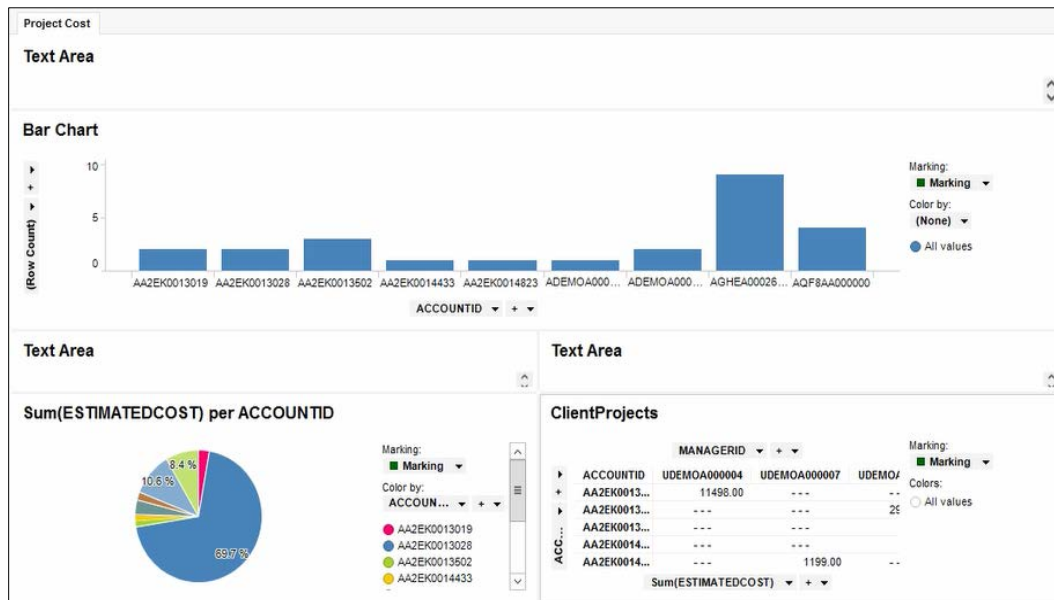 Project Cost
Text Area
Bar Chart
10
5
0
(Row Count)
+
AA2EK0013019 AA2EK0013028 AA2EK0013502 AA2EK0014433 AA2EK0014823 ADEMOA000... ADEMOA000... AGHEA00026... AQF8AA000000
ACCOUNTID +
Marking:
Marking
Color by:
(None)
All values
Text Area
Text Area
Sum(ESTIMATEDCOST) per ACCOUNTID
8.4 %
10.6 %
69.7 %
Marking:
Marking
Color by:
ACCOUN... +
AA2EK0013019
AA2EK0013028
AA2EK0013502
AA2EK0014433
ClientProjects
MANAGERID +
ACCOUNTID UDEMOA000004 UDEMOA000007 UDEMOA
AA2EK0013... 11498.00 - - - - -
AA2EK0013... - - - - - - 29
AA2EK0013... - - - - - -
AA2EK0014... - - - - - -
AA2EK0014... - - - 1199.00 - -
+
ACC...
Sum(ESTIMATEDCOST) +
Marking:
Marking
Colors:
All values